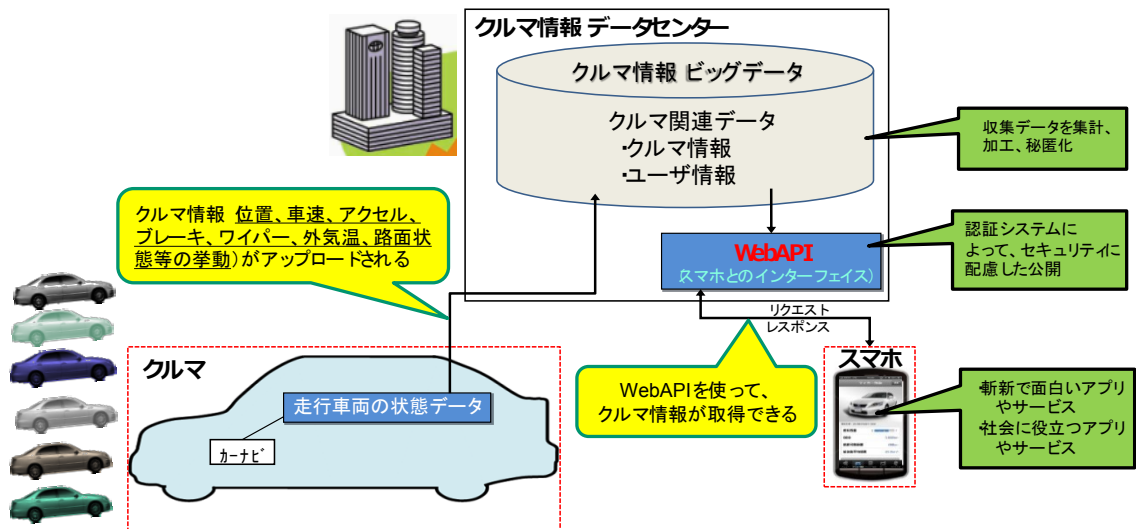 クルマ情報 データセンター
クルマ情報 ビッグデータ
クルマ関連データ
・クルマ情報
・ユーザ情報
収集データを集計、
加工、秘匿化
クルマ情報 位置、車速、アクセル、
ブレーキ、ワイパー、外気温、路面状
態等の挙動)がアップロードされる
WebAPI
(スマホとのインターフェイス)
認証システムに
よって、セキュリティに
配慮した公開
リクエスト
レスポンス
クルマ
走行車両の状態データ
カーナビ
WebAPIを使って、
クルマ情報が取得できる
スマホ
・斬新で面白いアプリ
やサービス
・社会に役立つアプリ
やサービス